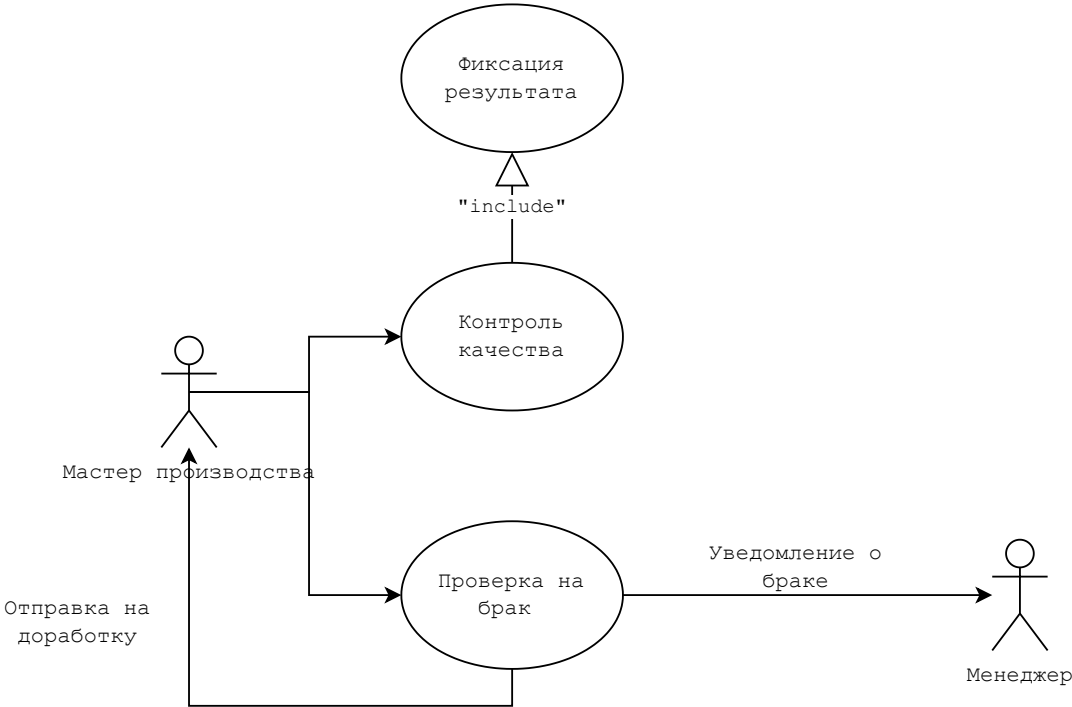 Фиксация
результата
"include"
Контроль
качества
Мастер производства
Уведомление о
браке
Проверка на
брак
Отправка на
доработку
Менеджер